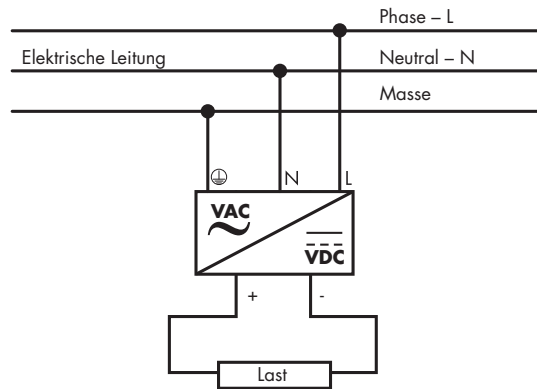 Phase – L
Elektrische Leitung
Neutral – N
Masse
N
L
VAC
VDC
+
-
Last